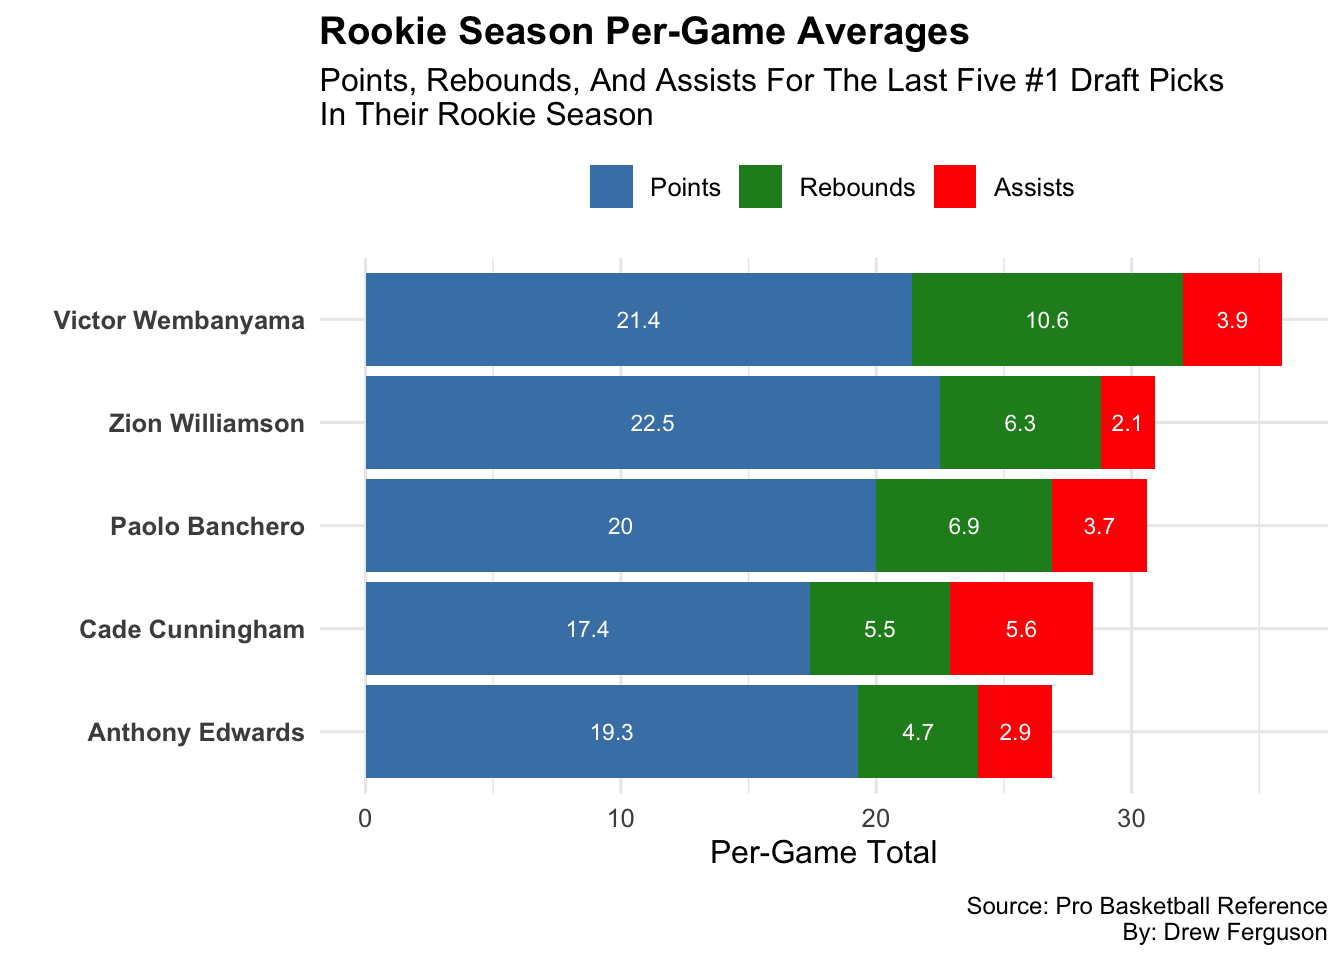 Rookie Season Per-Game Averages
Points, Rebounds, And Assists For The Last Five #1 Draft Picks
In Their Rookie Season
Points Rebounds Assists
Victor Wembanyama 21.4 10.6 3.9
Zion Williamson 22.5 6.3 2.1
Paolo Banchero 20 6.9 3.7
Cade Cunningham 17.4 5.5 5.6
Anthony Edwards 19.3 4.7 2.9
0 10 20 30
Per-Game Total
Source: Pro Basketball Reference
By: Drew Ferguson